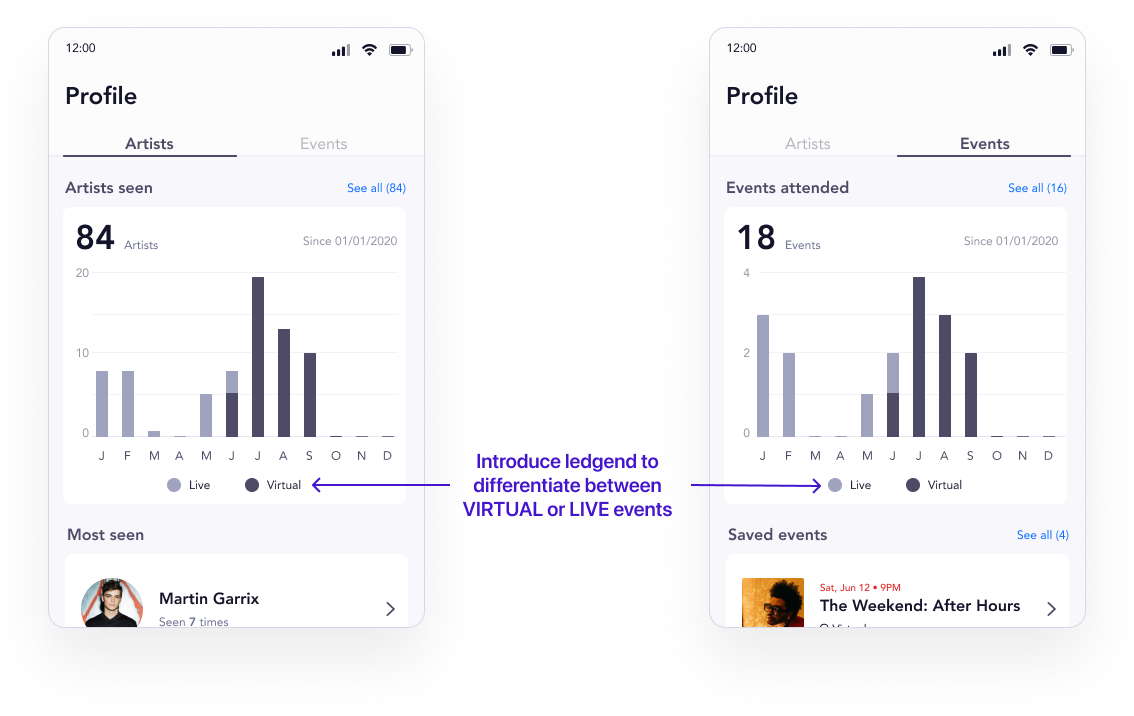 12:00
Profile
Artists
Events
Artists seen
See all (84)
84 Artists
Since 01/01/2020
20
10
0
J F M A M J J A S O N D
Live
Virtual
Most seen
Martin Garrix
Seen 7 times
Introduce ledgend to
differentiate between
VIRTUAL or LIVE events
12:00
Profile
Artists
Events
Events attended
See all (16)
18 Events
Since 01/01/2020
4
2
0
J F M A M J J A S O N D
Live
Virtual
Saved events
See all (4)
Sat, Jun 12 • 9PM
The Weekend: After Hours